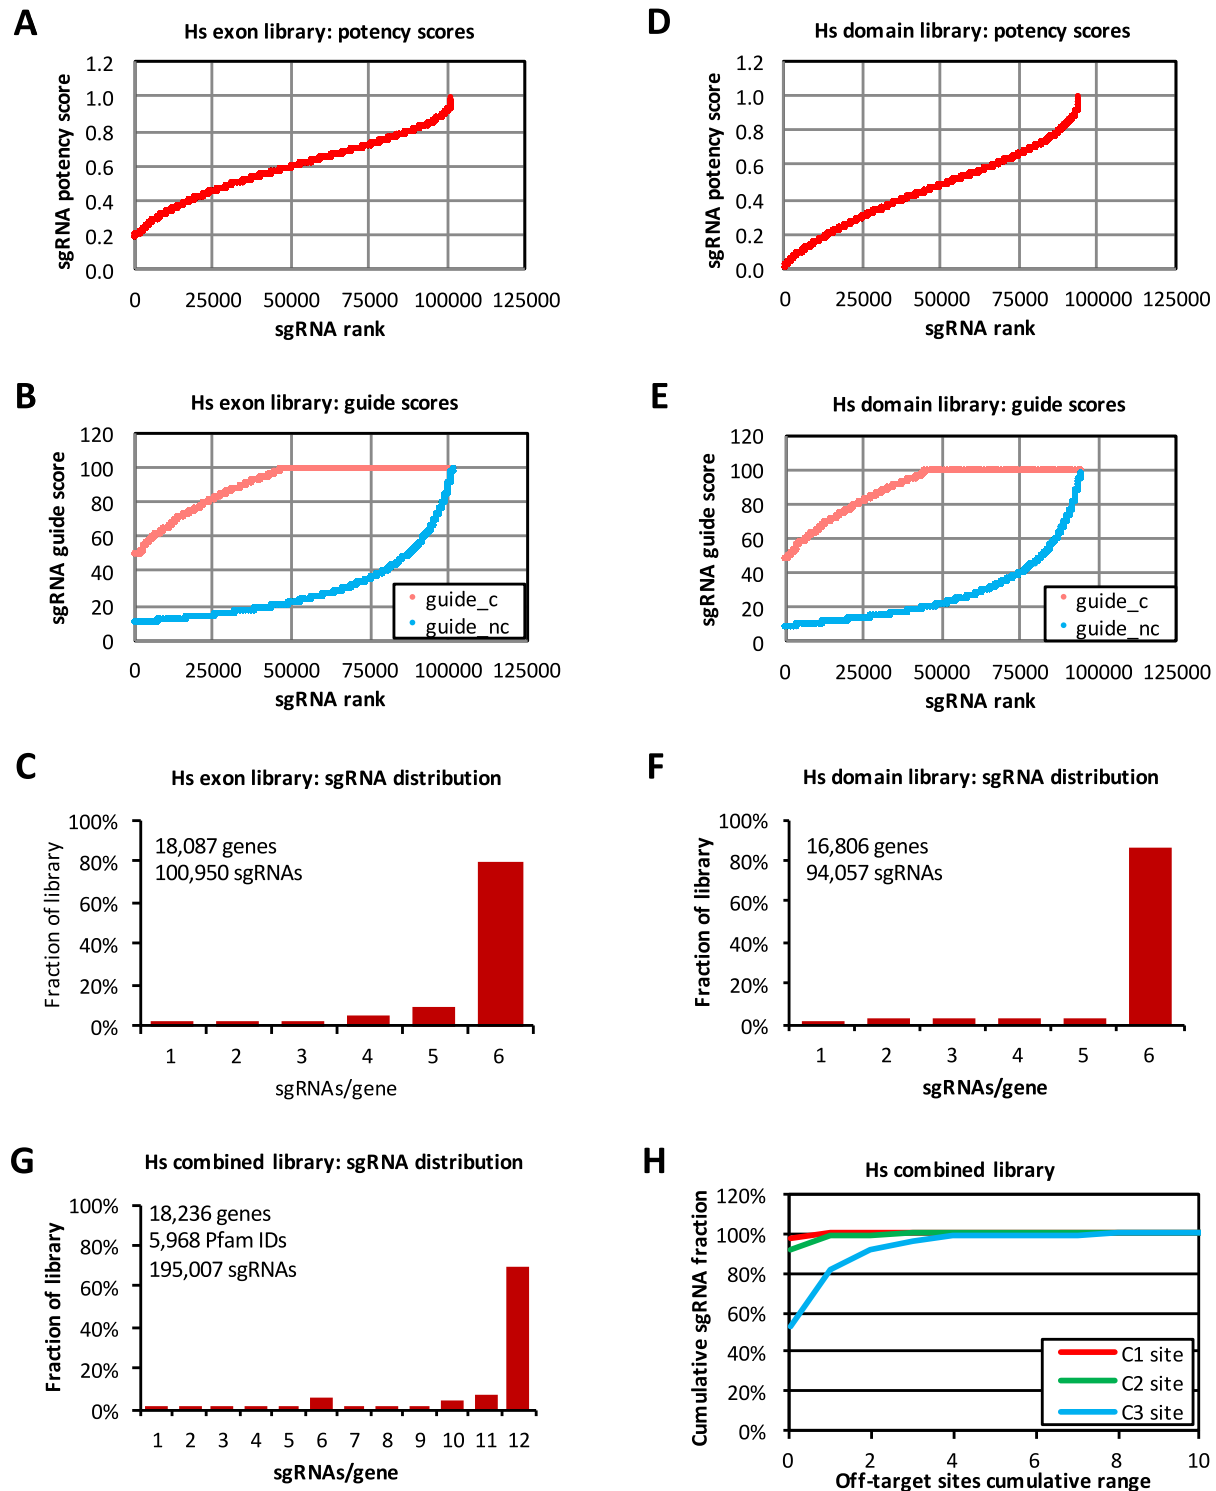 A
Hs exon library: potency scores
sgRNA potency score
1.2
1.0
0.8
0.6
0.4
0.2
0.0
0 25000 50000 75000 100000 125000
sgRNA rank
D
Hs domain library: potency scores
sgRNA potency score
1.2
1.0
0.8
0.6
0.4
0.2
0.0
0 25000 50000 75000 100000 125000
sgRNA rank
B
Hs exon library: guide scores
sgRNA guide score
120
100
80
60
40
20
0
guide_c
guide_nc
0 25000 50000 75000 100000 125000
sgRNA rank
E
Hs domain library: guide scores
sgRNA guide score
120
100
80
60
40
20
0
guide_c
guide_nc
0 25000 50000 75000 100000 125000
sgRNA rank
C
Hs exon library: sgRNA distribution
Fraction of library
100%
80%
60%
40%
20%
0%
18,087 genes
100,950 sgRNAs
1 2 3 4 5 6
sgRNAs/gene
F
Hs domain library: sgRNA distribution
Fraction of library
100%
80%
60%
40%
20%
0%
16,806 genes
94,057 sgRNAs
1 2 3 4 5 6
sgRNAs/gene
G
Hs combined library: sgRNA distribution
Fraction of library
100%
80%
60%
40%
20%
0%
18,236 genes
5,968 Pfam IDs
195,007 sgRNAs
1 2 3 4 5 6 7 8 9 10 11 12
sgRNAs/gene
H
Hs combined library
Cumulative sgRNA fraction
120%
100%
80%
60%
40%
20%
0%
C1 site
C2 site
C3 site
0 2 4 6 8 10
Off-target sites cumulative range